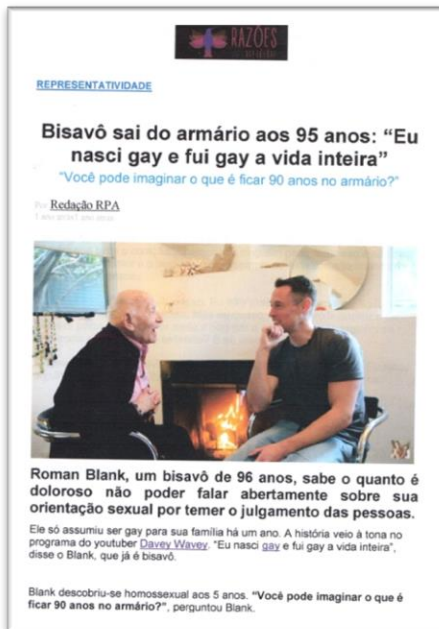 RAZÕES
REPRESENTATIVIDADE
Bisavô sai do armário aos 95 anos: “Eu
nasci gay e fui gay a vida inteira”
“Você pode imaginar o que é ficar 90 anos no armário?”
Por Redação RPA
Roman Blank, um bisavô de 96 anos, sabe o quanto é
doloroso não poder falar abertamente sobre sua
orientação sexual por temer o julgamento das pessoas.
Ele só assumiu ser gay para sua família há um ano. A história veio à tona no
programa do youtuber Davey Wavey. “Eu nasci gay e fui gay a vida inteira”,
disse o Blank, que já é bisavô.
Blank descobriu-se homossexual aos 5 anos. “Você pode imaginar o que é
ficar 90 anos no armário?”, perguntou Blank.